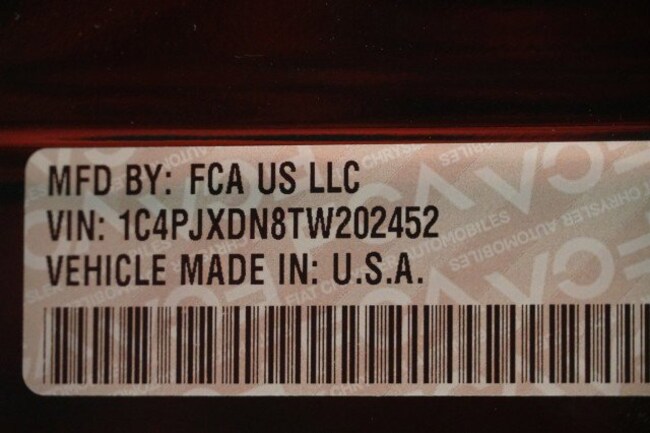 MFD BY: FCA US LLC
VIN: 1C4PJXDN8TW202452
VEHICLE MADE IN: U.S.A.